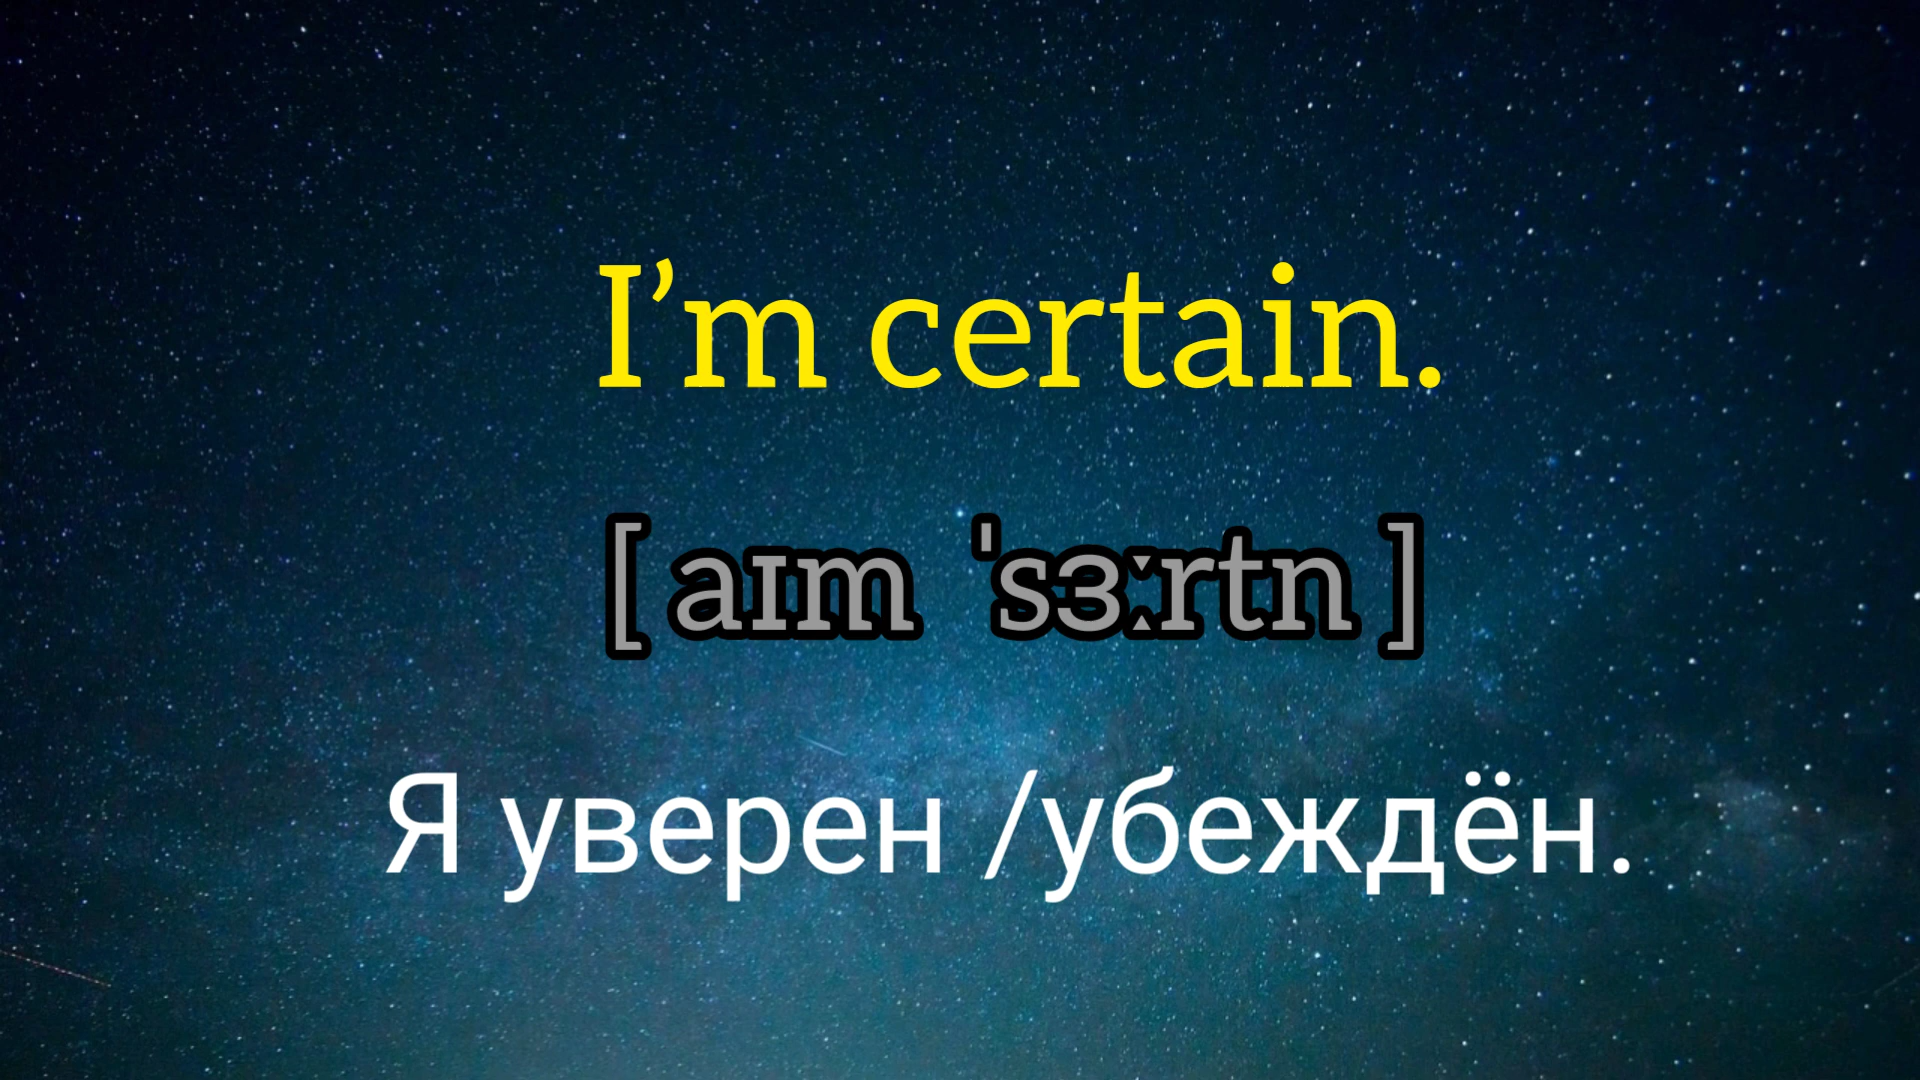 I’m certain.
[ aɪm ˈsɜːrtn ]
Я уверен /убеждён.